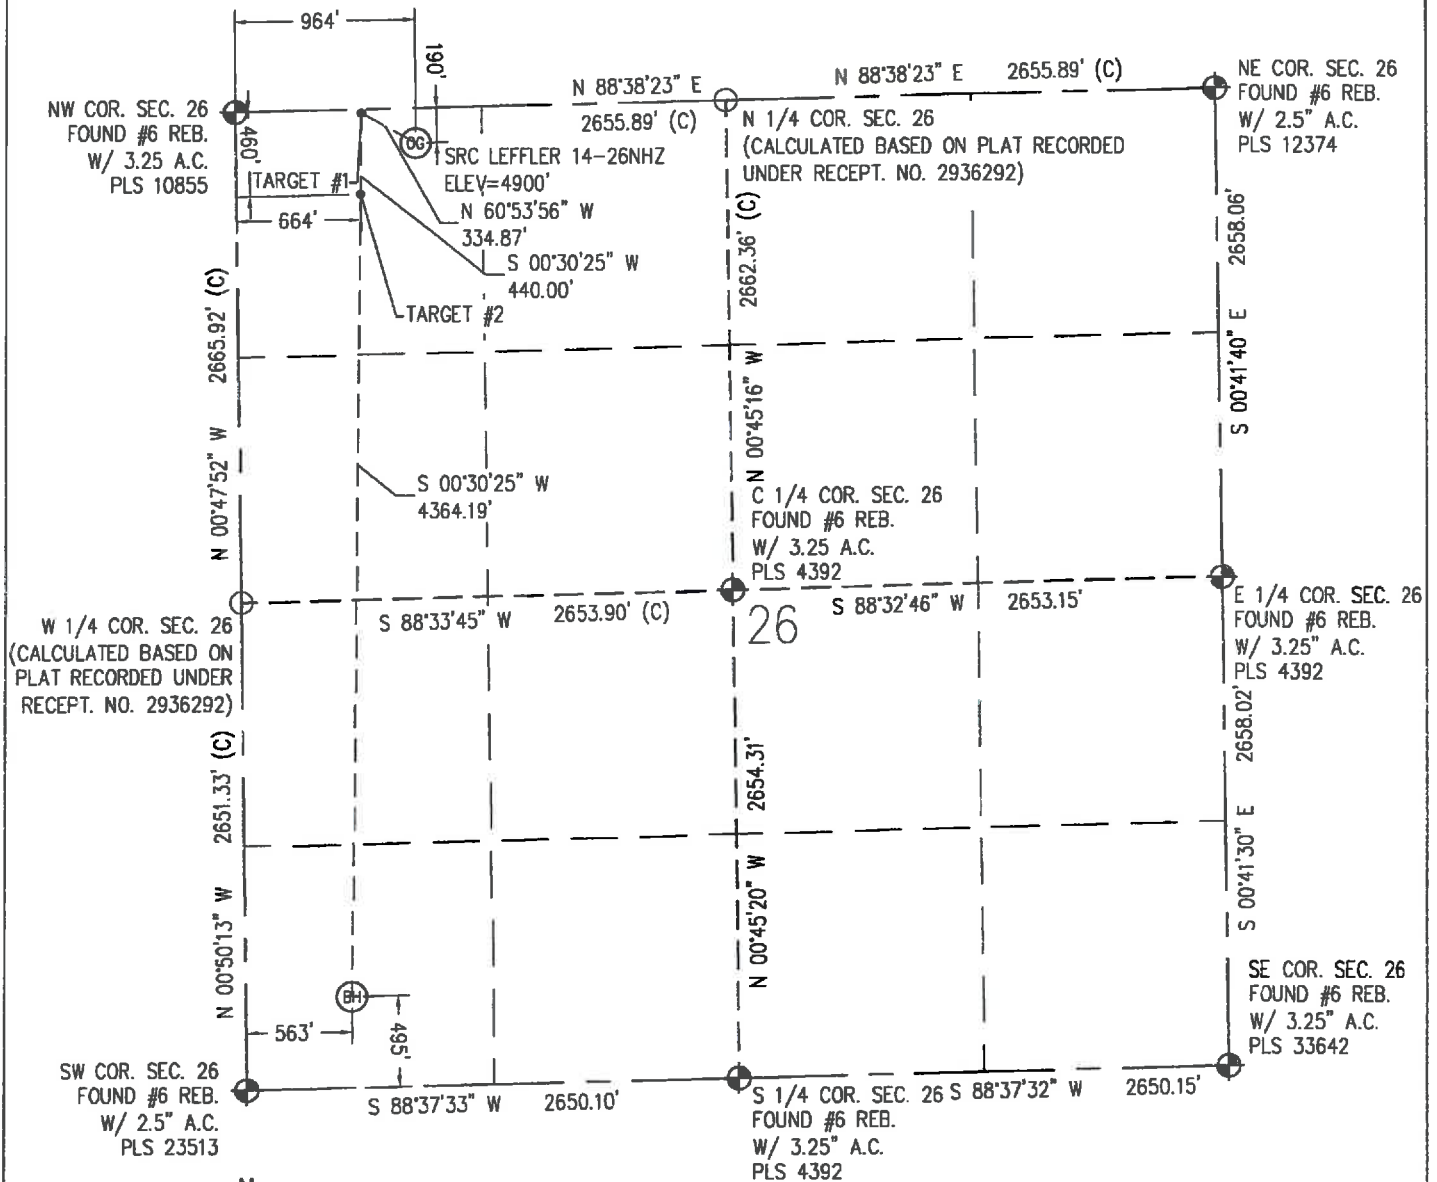 964'
190'
N 88°38'23" E
2655.89' (C)
N 88°38'23" E 2655.89' (C)
NW COR. SEC. 26
FOUND #6 REB.
W/ 3.25 A.C.
PLS 10855
460'
OG
SRC LEFFLER 14-26NHZ
ELEV=4900'
N 1/4 COR. SEC. 26
(CALCULATED BASED ON PLAT RECORDED
UNDER RECEPT. NO. 2936292)
NE COR. SEC. 26
FOUND #6 REB.
W/ 2.5" A.C.
PLS 12374
TARGET #1
664'
N 60°53'56" W
334.87'
S 00°30'25" W
440.00'
TARGET #2
N 00°47'52" W 2665.92' (C)
N 00°45'16" W 2662.36' (C)
S 00°41'40" E 2658.06'
S 00°30'25" W
4364.19'
C 1/4 COR. SEC. 26
FOUND #6 REB.
W/ 3.25 A.C.
PLS 4392
26
S 88°33'45" W 2653.90' (C)
S 88°32'46" W 2653.15'
W 1/4 COR. SEC. 26
(CALCULATED BASED ON
PLAT RECORDED UNDER
RECEPT. NO. 2936292)
E 1/4 COR. SEC. 26
FOUND #6 REB.
W/ 3.25" A.C.
PLS 4392
N 00°50'13" W 2651.33' (C)
N 00°45'20" W 2654.31'
S 00°41'30" E 2658.02'
BH
563'
495'
SW COR. SEC. 26
FOUND #6 REB.
W/ 2.5" A.C.
PLS 23513
S 88°37'33" W 2650.10'
S 1/4 COR. SEC. 26
FOUND #6 REB.
W/ 3.25" A.C.
PLS 4392
S 88°37'32" W 2650.15'
SE COR. SEC. 26
FOUND #6 REB.
W/ 3.25" A.C.
PLS 33642